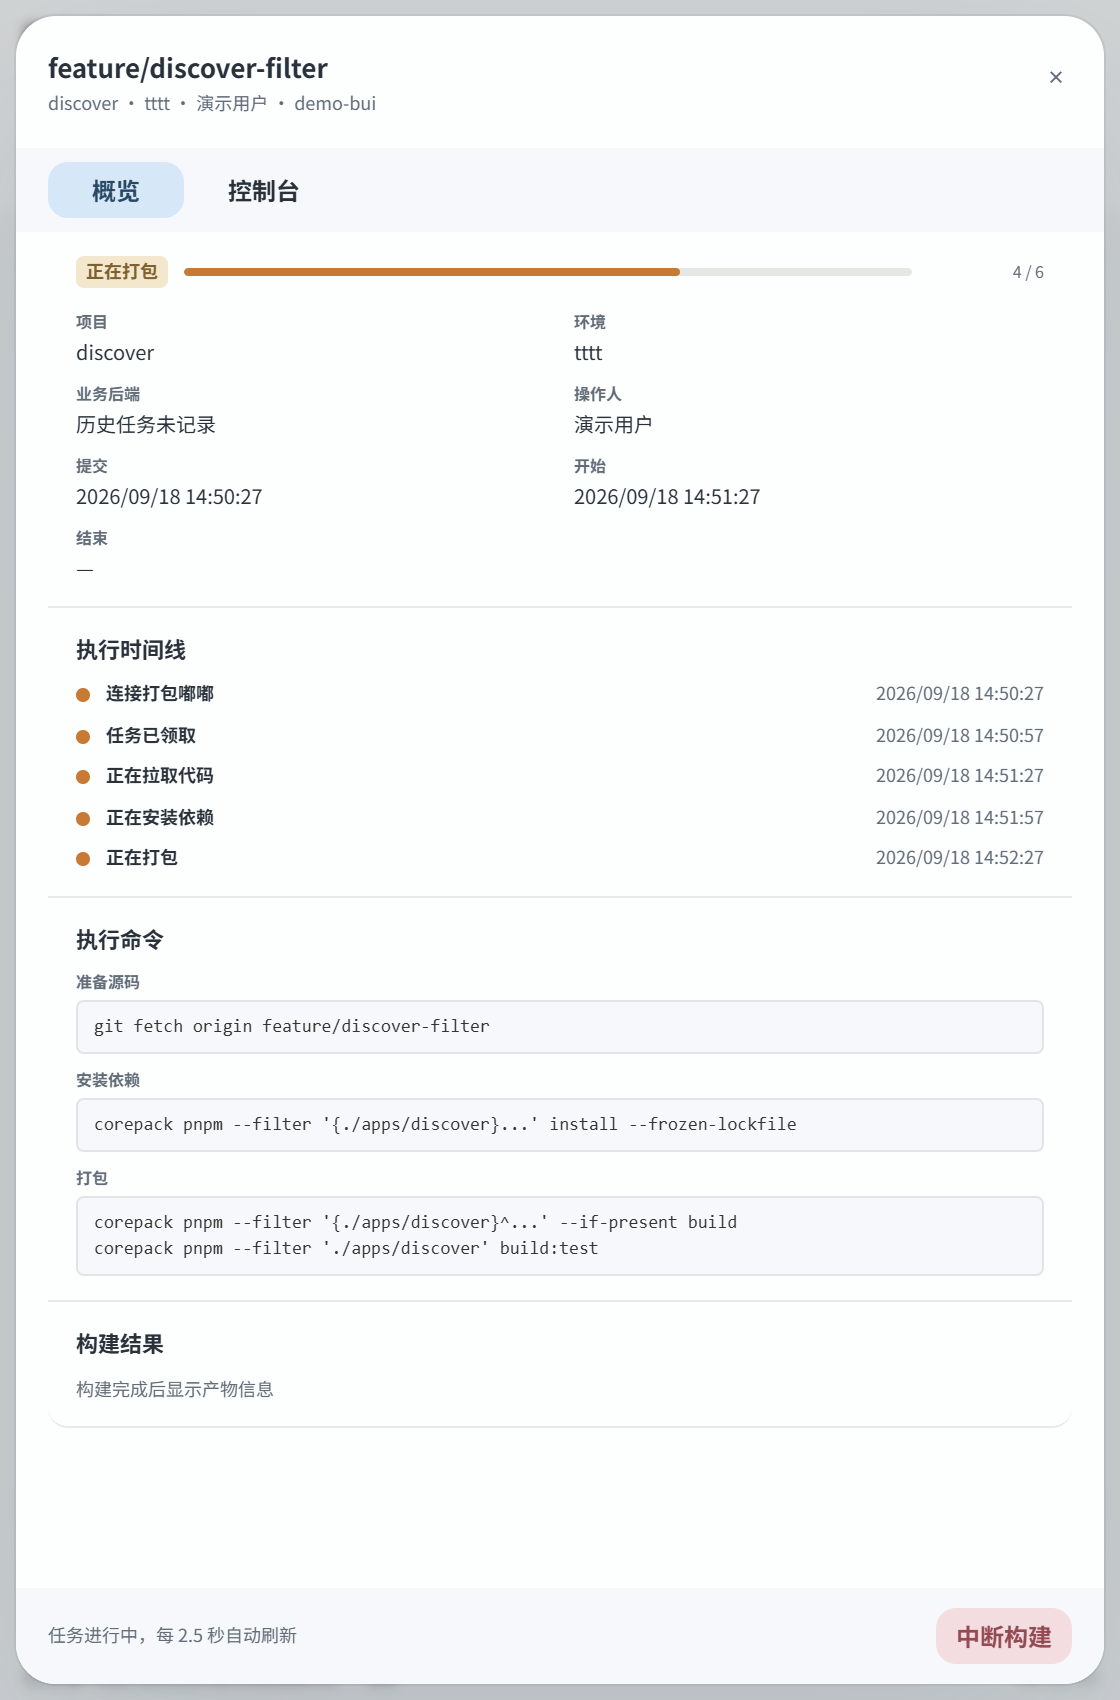 feature/discover-filter
×
discover • tttt • 演示用户 • demo-bui
概览
控制台
正在打包
4 / 6
项目
环境
discover
tttt
业务后端
操作人
历史任务未记录
演示用户
提交
开始
2026/09/18 14:50:27
2026/09/18 14:51:27
结束
—
执行时间线
连接打包嘟嘟 2026/09/18 14:50:27
任务已领取 2026/09/18 14:50:57
正在拉取代码 2026/09/18 14:51:27
正在安装依赖 2026/09/18 14:51:57
正在打包 2026/09/18 14:52:27
执行命令
准备源码
git fetch origin feature/discover-filter
安装依赖
corepack pnpm --filter '{./apps/discover}...' install --frozen-lockfile
打包
corepack pnpm --filter '{./apps/discover}^...' --if-present build
corepack pnpm --filter './apps/discover' build:test
构建结果
构建完成后显示产物信息
任务进行中，每 2.5 秒自动刷新
中断构建